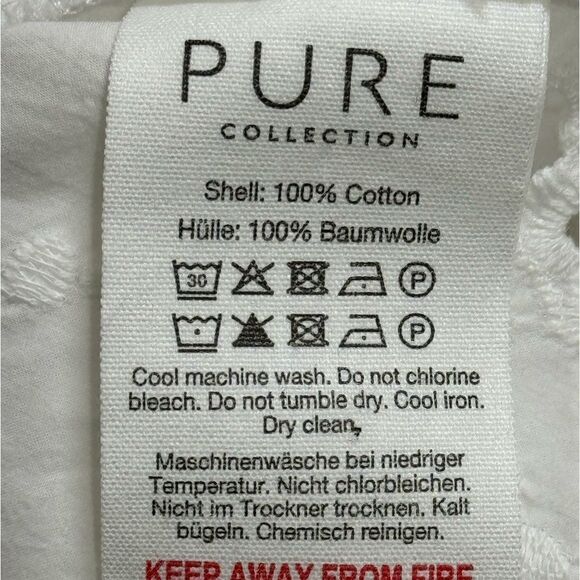 PURE
COLLECTION
Shell: 100% Cotton
Hülle: 100% Baumwolle
30 P
P
Cool machine wash. Do not chlorine
bleach. Do not tumble dry. Cool iron.
Dry clean,
Maschinenwäsche bei niedriger
Temperatur. Nicht chlorbleichen.
Nicht im Trockner trocknen. Kalt
bügeln. Chemisch reinigen.
KEEP AWAY FROM FIRE